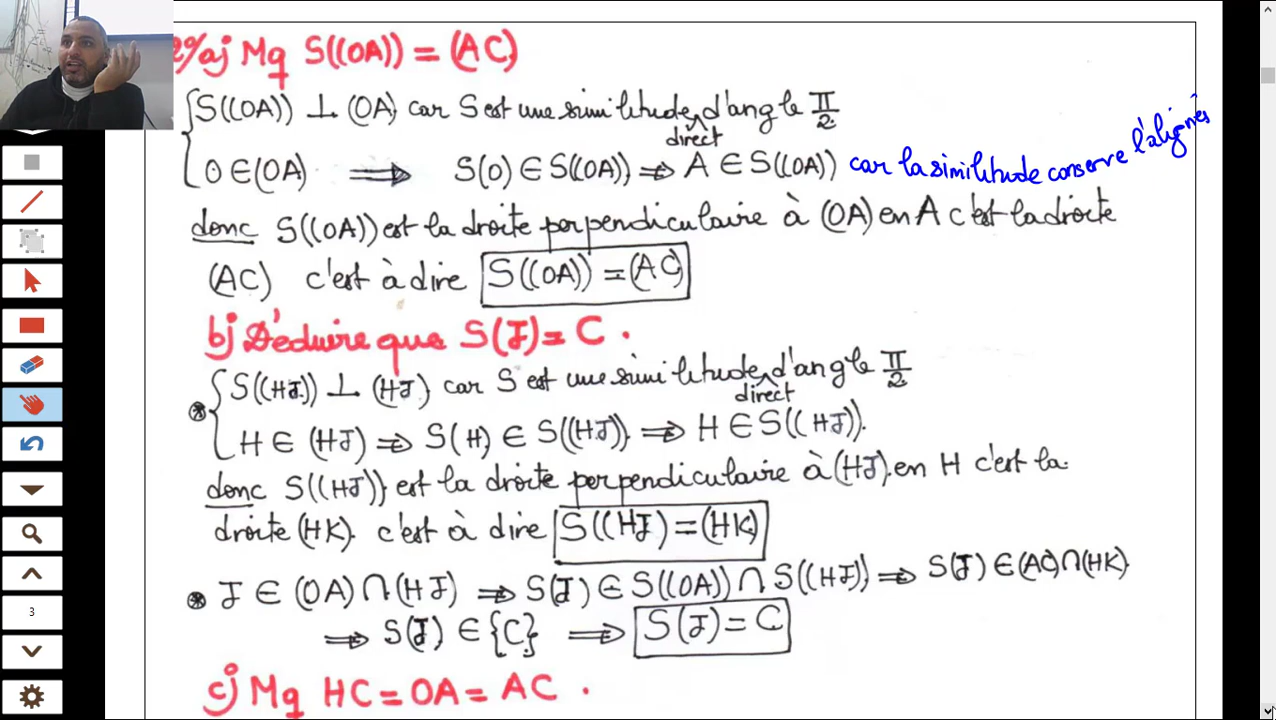 2°/a) Mq S((OA)) = (AC)
S((OA)) ⊥ (OA) car S est une similitude direct d'angle π/2
O ∈ (OA) ⟹ S(O) ∈ S((OA)) ⟹ A ∈ S((OA)) car la similitude conserve l'alignés
donc S((OA)) est la droite perpendiculaire à (OA) en A c'est la droite
(AC) c'est à dire S((OA)) = (AC)
b) Déduire que S(J) = C .
⊛ S((HJ)) ⊥ (HJ) car S est une similitude direct d'angle π/2
H ∈ (HJ) ⟹ S(H) ∈ S((HJ)) ⟹ H ∈ S((HJ)).
donc S((HJ)) est la droite perpendiculaire à (HJ) en H c'est la
droite (HK). c'est à dire S((HJ)) = (HK)
⊛ J ∈ (OA) ∩ (HJ) ⟹ S(J) ∈ S((OA)) ∩ S((HJ)) ⟹ S(J) ∈ (AC) ∩ (HK).
⟹ S(J) ∈ {C} ⟹ S(J) = C
c) Mq HC = OA = AC .
3